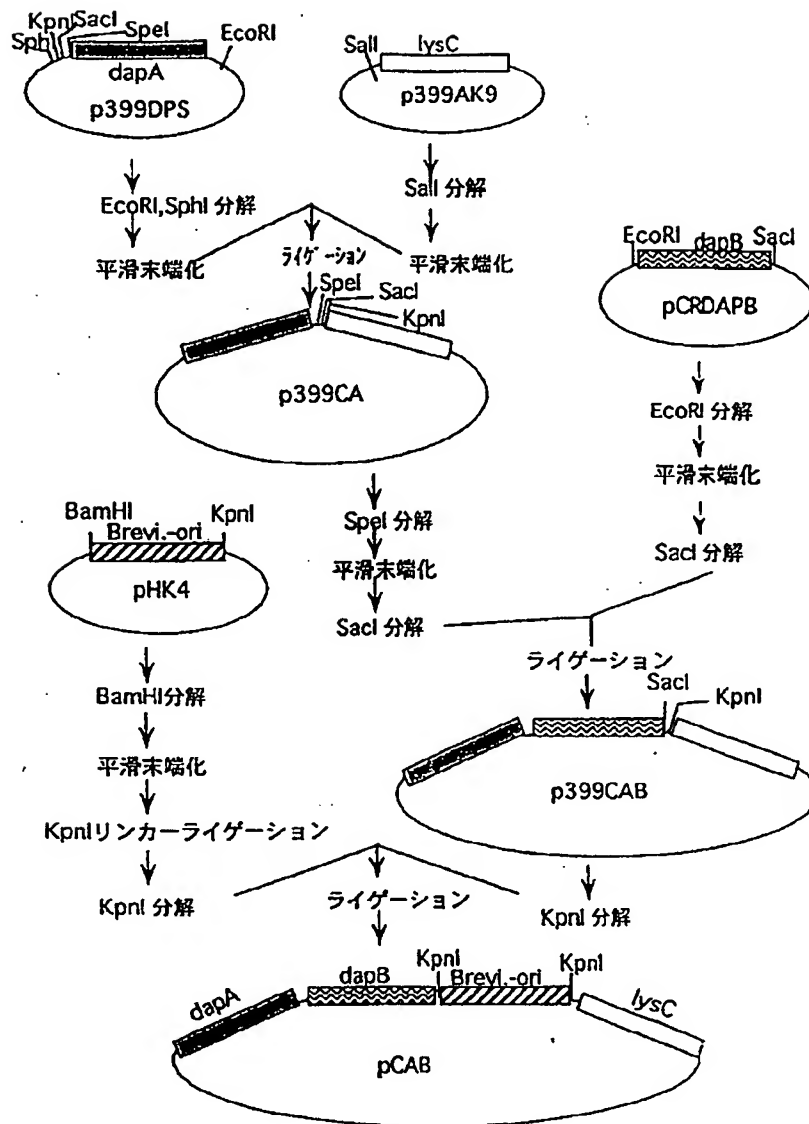 KpnI
SacI
SpeI
SphI
EcoRI
dapA
p399DPS
SalI
lysC
p399AK9
EcoRI,SphI 分解
平滑末端化
SalI 分解
平滑末端化
ライゲーション
SpeI
SacI
KpnI
p399CA
EcoRI
dapB
SacI
pCRDAPB
EcoRI 分解
平滑末端化
SacI 分解
SpeI 分解
平滑末端化
SacI 分解
BamHI
Brevi.-ori
KpnI
pHK4
BamHI分解
平滑末端化
KpnIリンカーライゲーション
KpnI 分解
ライゲーション
SacI
KpnI
p399CAB
ライゲーション
KpnI 分解
dapA
dapB
KpnI
Brevi.-ori
KpnI
lysC
pCAB